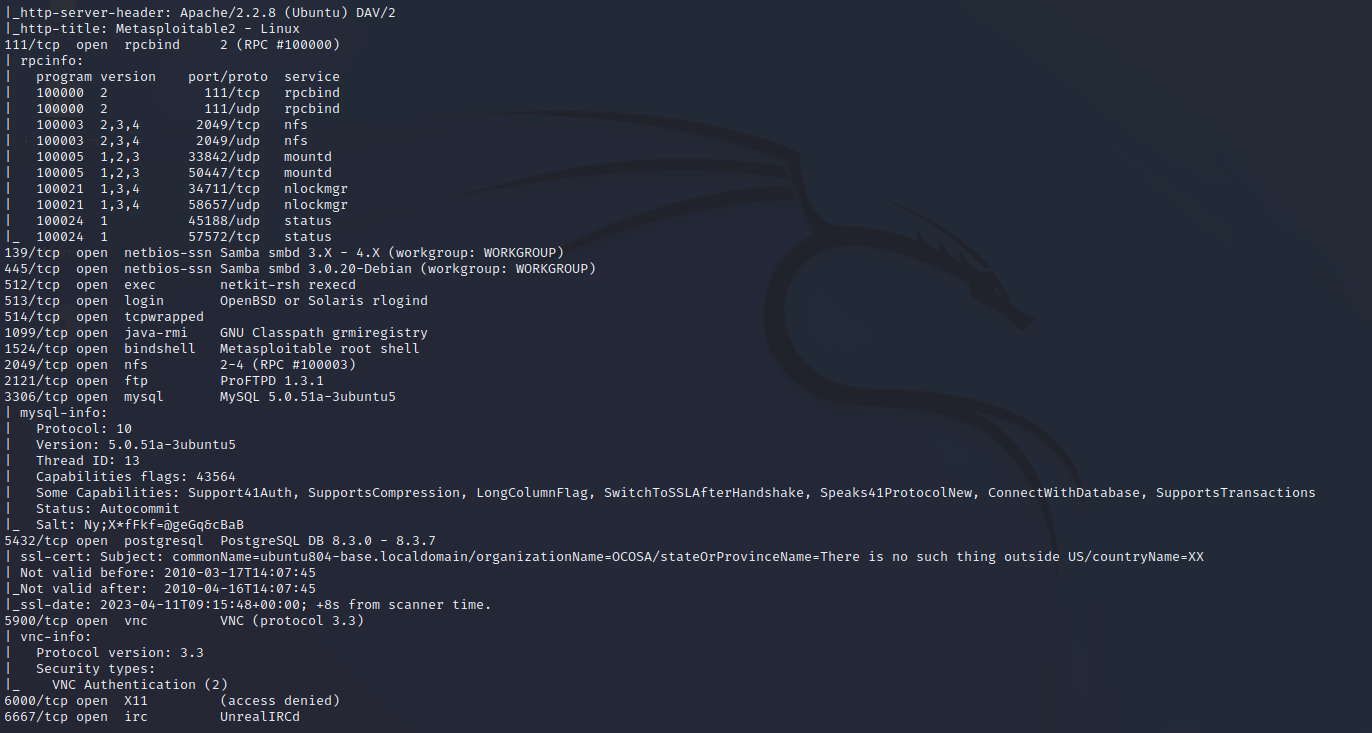 |_http-server-header: Apache/2.2.8 (Ubuntu) DAV/2
|_http-title: Metasploitable2 - Linux
111/tcp  open  rpcbind     2 (RPC #100000)
| rpcinfo:
|   program version    port/proto  service
|   100000  2            111/tcp   rpcbind
|   100000  2            111/udp   rpcbind
|   100003  2,3,4       2049/tcp   nfs
|   100003  2,3,4       2049/udp   nfs
|   100005  1,2,3      33842/udp   mountd
|   100005  1,2,3      50447/tcp   mountd
|   100021  1,3,4      34711/tcp   nlockmgr
|   100021  1,3,4      58657/udp   nlockmgr
|   100024  1          45188/udp   status
|_  100024  1          57572/tcp   status
139/tcp  open  netbios-ssn Samba smbd 3.X - 4.X (workgroup: WORKGROUP)
445/tcp  open  netbios-ssn Samba smbd 3.0.20-Debian (workgroup: WORKGROUP)
512/tcp  open  exec        netkit-rsh rexecd
513/tcp  open  login       OpenBSD or Solaris rlogind
514/tcp  open  tcpwrapped
1099/tcp open  java-rmi    GNU Classpath grmiregistry
1524/tcp open  bindshell   Metasploitable root shell
2049/tcp open  nfs         2-4 (RPC #100003)
2121/tcp open  ftp         ProFTPD 1.3.1
3306/tcp open  mysql       MySQL 5.0.51a-3ubuntu5
| mysql-info:
|   Protocol: 10
|   Version: 5.0.51a-3ubuntu5
|   Thread ID: 13
|   Capabilities flags: 43564
|   Some Capabilities: Support41Auth, SupportsCompression, LongColumnFlag, SwitchToSSLAfterHandshake, Speaks41ProtocolNew, ConnectWithDatabase, SupportsTransactions
|   Status: Autocommit
|_  Salt: Ny;X*fFkf=@geGq&cBaB
5432/tcp open  postgresql  PostgreSQL DB 8.3.0 - 8.3.7
| ssl-cert: Subject: commonName=ubuntu804-base.localdomain/organizationName=OCOSA/stateOrProvinceName=There is no such thing outside US/countryName=XX
| Not valid before: 2010-03-17T14:07:45
|_Not valid after:  2010-04-16T14:07:45
|_ssl-date: 2023-04-11T09:15:48+00:00; +8s from scanner time.
5900/tcp open  vnc         VNC (protocol 3.3)
| vnc-info:
|   Protocol version: 3.3
|   Security types:
|_    VNC Authentication (2)
6000/tcp open  X11         (access denied)
6667/tcp open  irc         UnrealIRCd